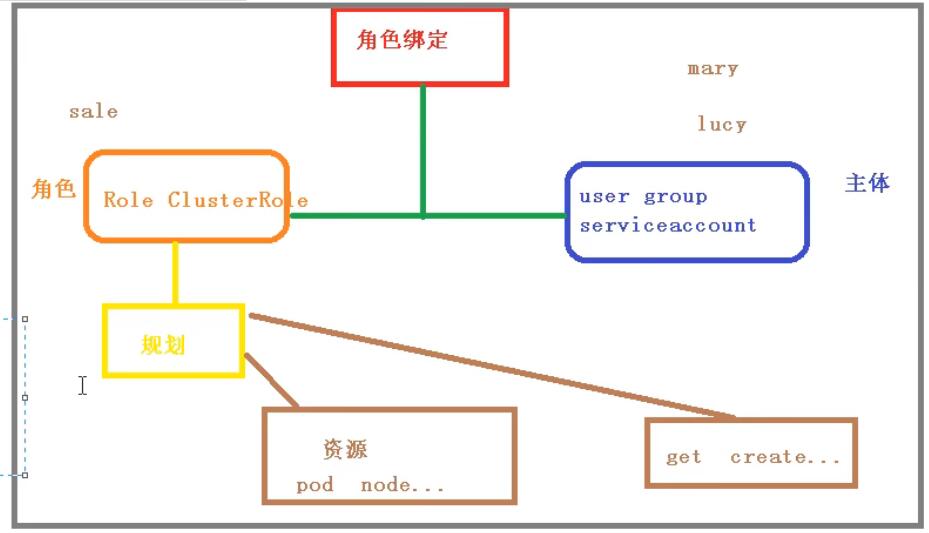 角色绑定
mary
sale
lucy
角色
Role ClusterRole
user group
serviceaccount
主体
规划
资源
pod node...
get create...